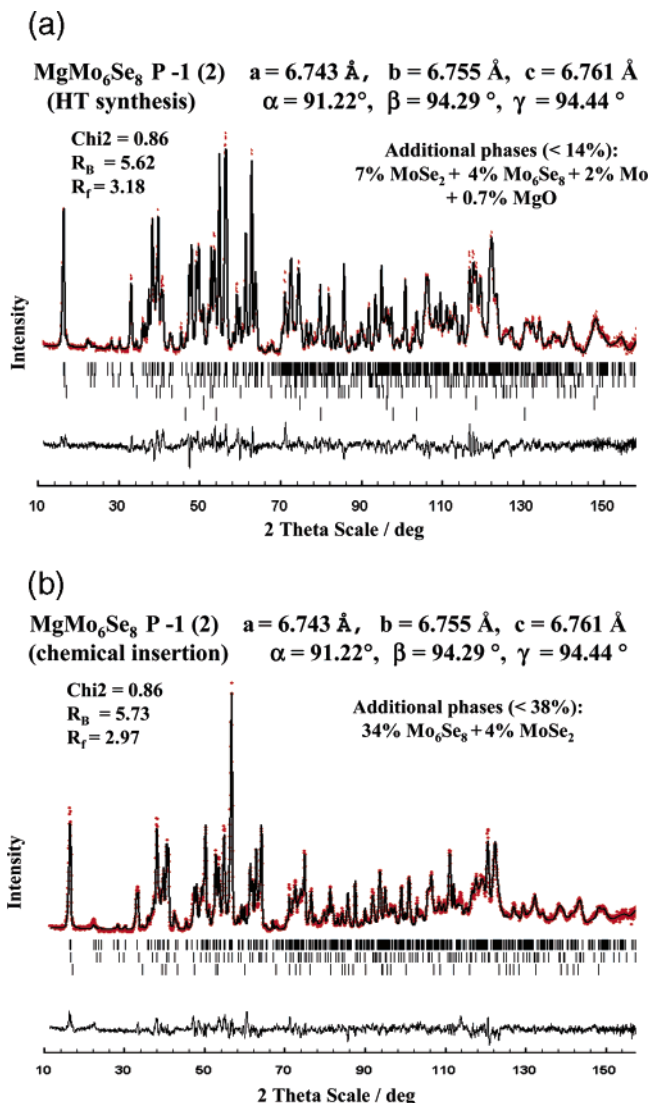 (a)
MgMo₆Se₈ P -1 (2) a = 6.743 Å, b = 6.755 Å, c = 6.761 Å
(HT synthesis) α = 91.22°, β = 94.29 °, γ = 94.44 °
Chi2 = 0.86
R_B = 5.62
R_f = 3.18
Additional phases (< 14%):
7% MoSe₂ + 4% Mo₆Se₈ + 2% Mo
+ 0.7% MgO
Intensity
10 30 50 70 90 110 130 150
2 Theta Scale / deg
(b)
MgMo₆Se₈ P -1 (2) a = 6.743 Å, b = 6.755 Å, c = 6.761 Å
(chemical insertion) α = 91.22°, β = 94.29 °, γ = 94.44 °
Chi2 = 0.86
R_B = 5.73
R_f = 2.97
Additional phases (< 38%):
34% Mo₆Se₈ + 4% MoSe₂
Intensity
10 30 50 70 90 110 130 150
2 Theta Scale / deg